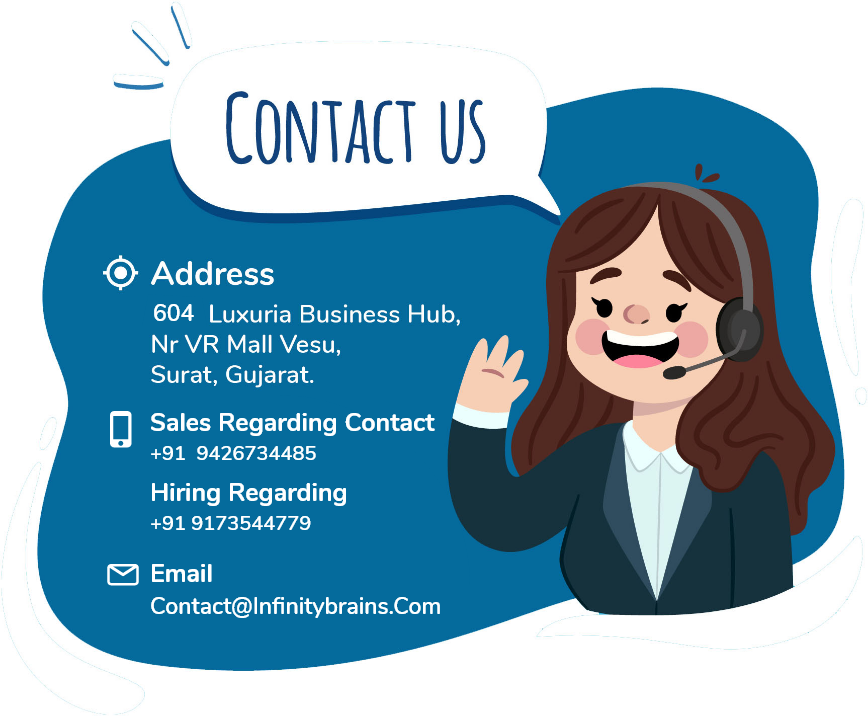 CONTACT US
Address
604 Luxuria Business Hub,
Nr VR Mall Vesu,
Surat, Gujarat.
Sales Regarding Contact
+91 9426734485
Hiring Regarding
+91 9173544779
Email
Contact@Infinitybrains.Com